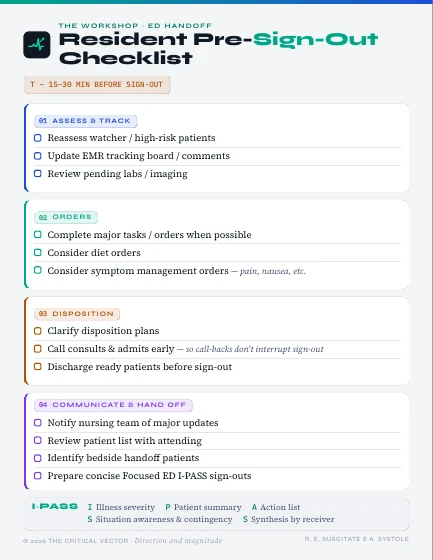 THE WORKSHOP · ED HANDOFF
Resident Pre-Sign-Out
Checklist
T – 15–30 MIN BEFORE SIGN-OUT
01 ASSESS & TRACK
Reassess watcher / high-risk patients
Update EMR tracking board / comments
Review pending labs / imaging
02 ORDERS
Complete major tasks / orders when possible
Consider diet orders
Consider symptom management orders — pain, nausea, etc.
03 DISPOSITION
Clarify disposition plans
Call consults & admits early — so call-backs don't interrupt sign-out
Discharge ready patients before sign-out
04 COMMUNICATE & HAND OFF
Notify nursing team of major updates
Review patient list with attending
Identify bedside handoff patients
Prepare concise Focused ED I-PASS sign-outs
I-PASS I Illness severity P Patient summary A Action list
S Situation awareness & contingency S Synthesis by receiver
© 2026 THE CRITICAL VECTOR · Direction and magnitude R. E. SUSCITATE & A. SYSTOLE